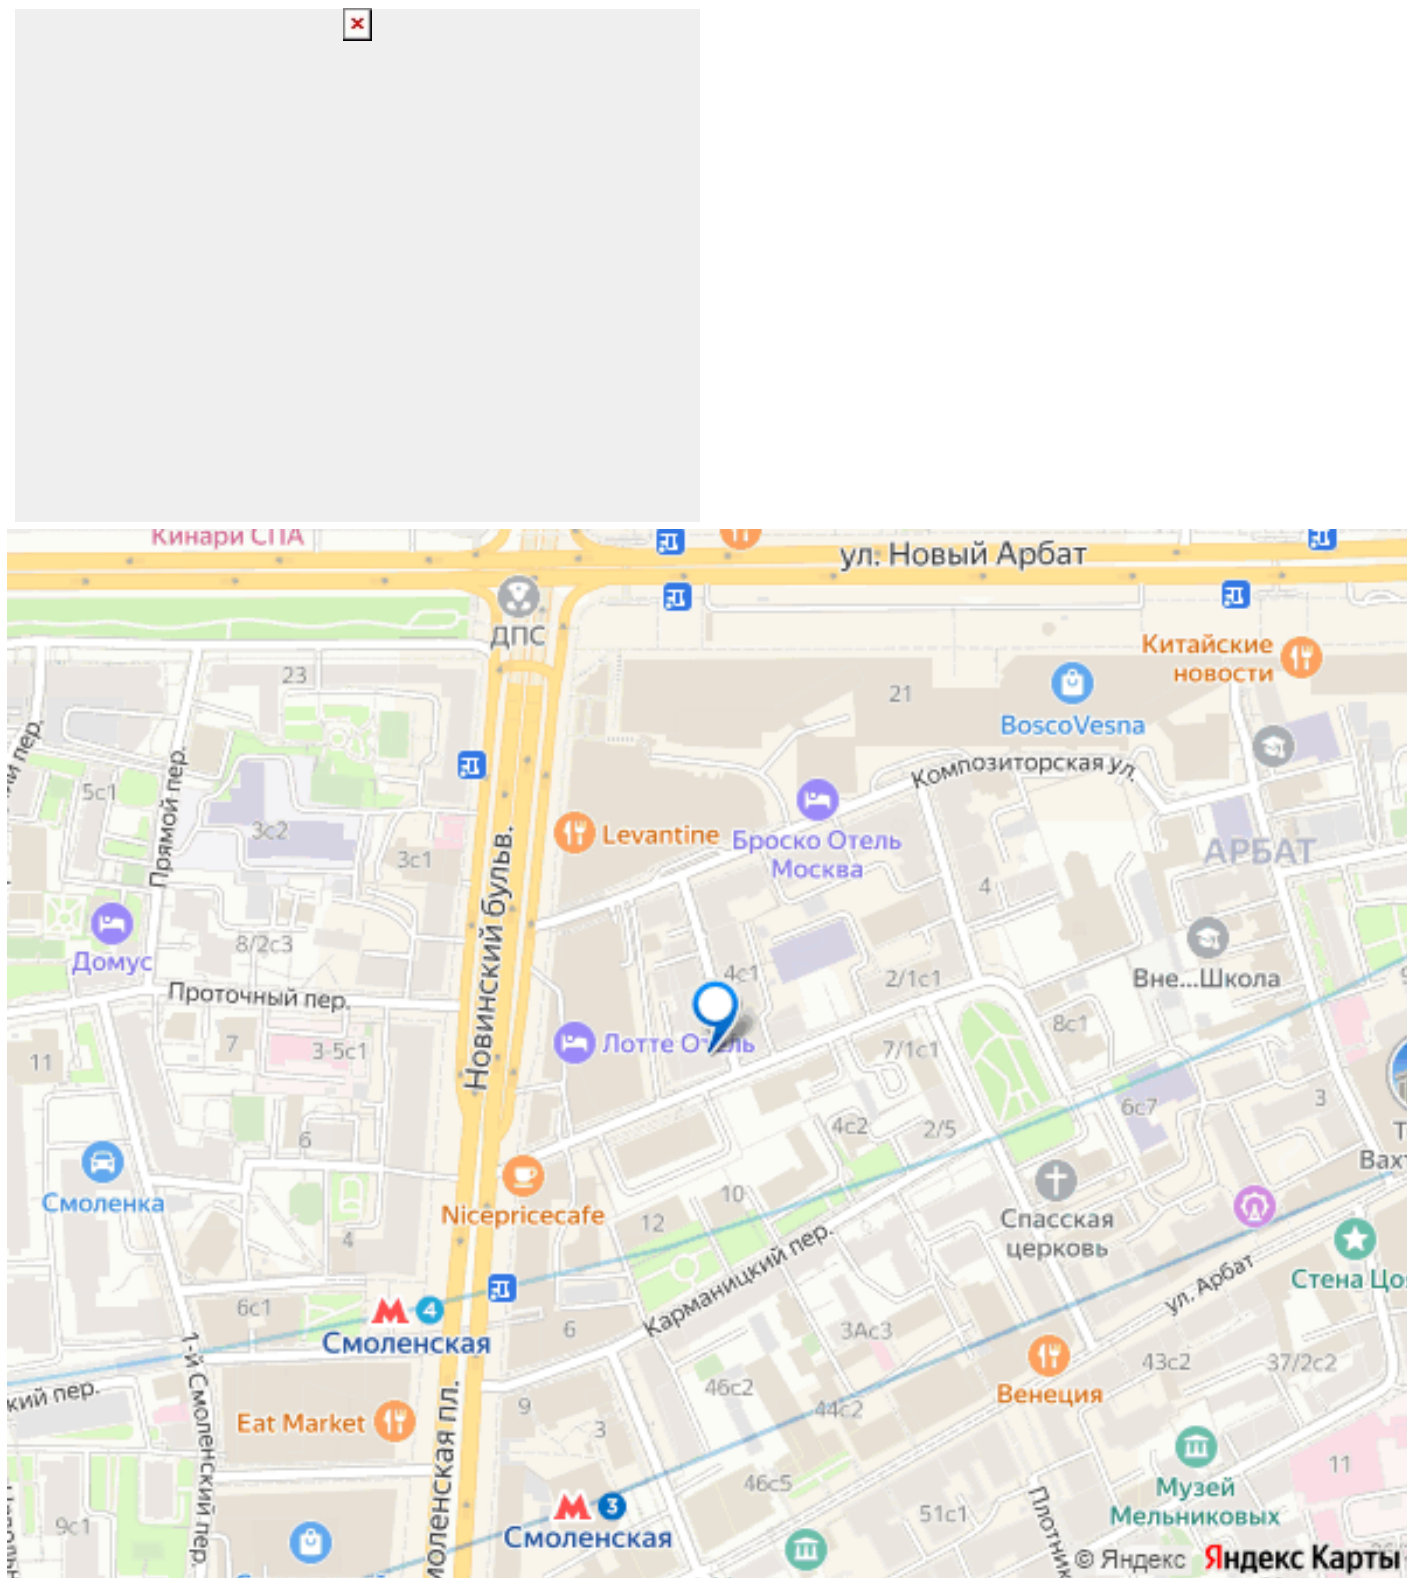 Кинари СПА
ул. Новый Арбат
ДПС
Китайские
новости
23
21
BoscoVesna
Композиторская ул.
5с1
Прямой пер.
3с2
3с1
Levantine
Броско Отель
Москва
АРБАТ
4
Новинский бульв.
Домус
8/2с3
4с1
2/1с1
Вне...Школа
Проточный пер.
11
7
3-5с1
Лотте Отель
7/1с1
8с1
6
4с2
2/5
6с7
3
Смоленка
Nicepricecafe
10
12
4
Спасская
церковь
Карманицкий пер.
ул. Арбат
6с1
4
Смоленская
6
3Ас3
43с2
37/2с2
1-й Смоленский пер.
46с2
44с2
Венеция
Eat Market
9
3
11
46с5
Музей
Мельниковых
3
Смоленская
51с1
9с1
© Яндекс Яндекс Карты